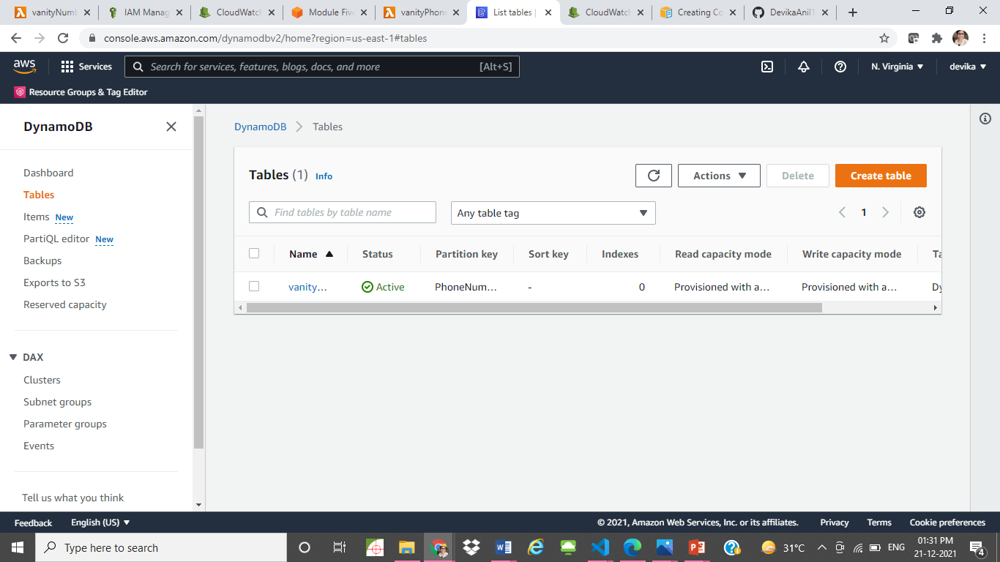 vanityNumb
IAM Manag
CloudWatch
Module Five
vanityPhon
List tables |
CloudWatch
Creating Co
DevikaAnil1
console.aws.amazon.com/dynamodbv2/home?region=us-east-1#tables
aws
Services
Search for services, features, blogs, docs, and more
[Alt+S]
N. Virginia
devika
Resource Groups & Tag Editor
DynamoDB
Dashboard
Tables
Items New
PartiQL editor New
Backups
Exports to S3
Reserved capacity
DAX
Clusters
Subnet groups
Parameter groups
Events
Tell us what you think
DynamoDB
Tables
Tables (1) Info
Actions
Delete
Create table
Find tables by table name
Any table tag
1
Name Status Partition key Sort key Indexes Read capacity mode Write capacity mode Ta
vanity… Active PhoneNum… - 0 Provisioned with a… Provisioned with a… Dy
Feedback
English (US)
© 2021, Amazon Web Services, Inc. or its affiliates.
Privacy
Terms
Cookie preferences
Type here to search
31°C
ENG
01:31 PM
21-12-2021
4